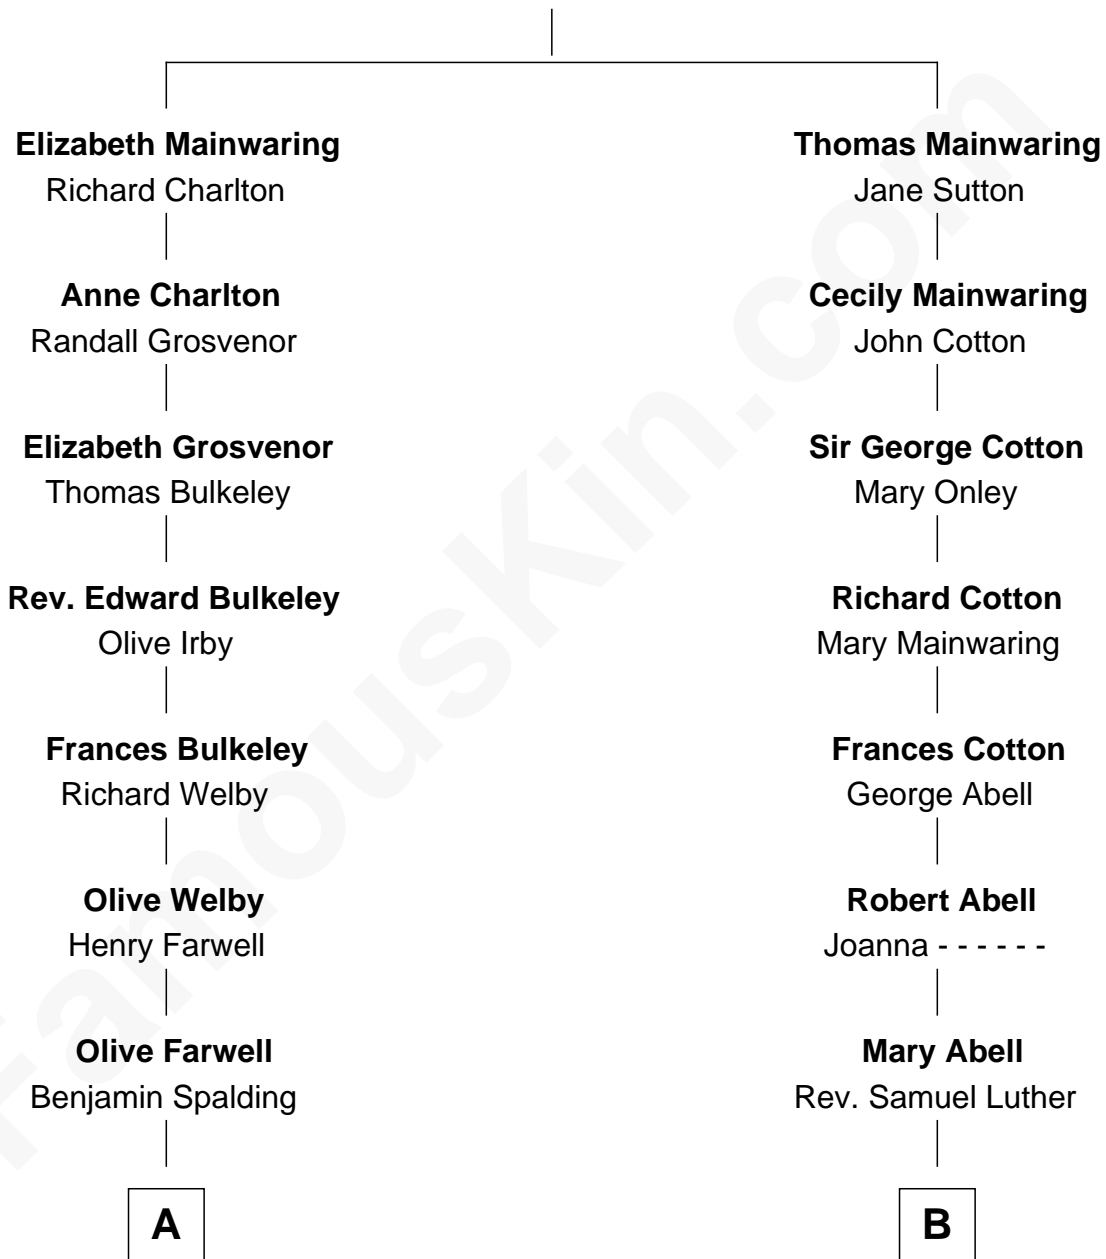 Elizabeth Mainwaring
Richard Charlton
Anne Charlton
Randall Grosvenor
Elizabeth Grosvenor
Thomas Bulkeley
Rev. Edward Bulkeley
Olive Irby
Frances Bulkeley
Richard Welby
Olive Welby
Henry Farwell
Olive Farwell
Benjamin Spalding
A
Thomas Mainwaring
Jane Sutton
Cecily Mainwaring
John Cotton
Sir George Cotton
Mary Onley
Richard Cotton
Mary Mainwaring
Frances Cotton
George Abell
Robert Abell
Joanna - - - - - -
Mary Abell
Rev. Samuel Luther
B
FamousKin.com